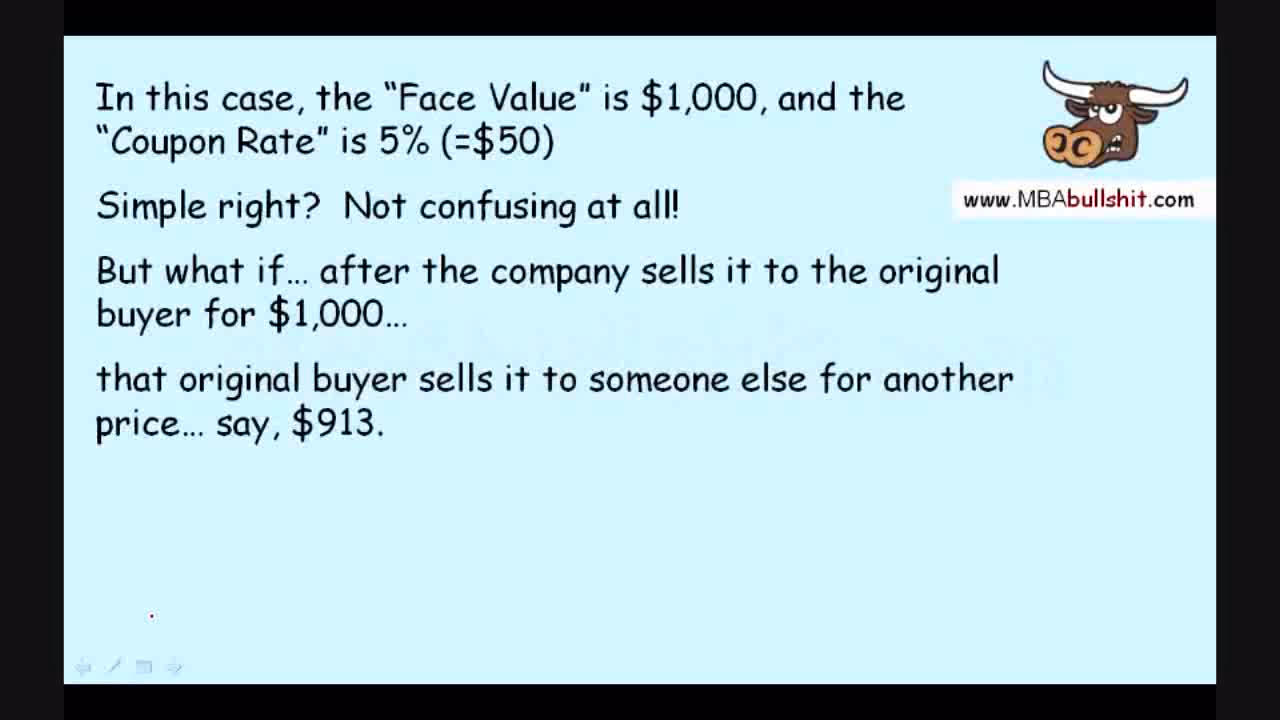 In this case, the “Face Value” is $1,000, and the
“Coupon Rate” is 5% (=$50)
www.MBAbullshit.com
Simple right?  Not confusing at all!
But what if... after the company sells it to the original
buyer for $1,000...
that original buyer sells it to someone else for another
price... say, $913.